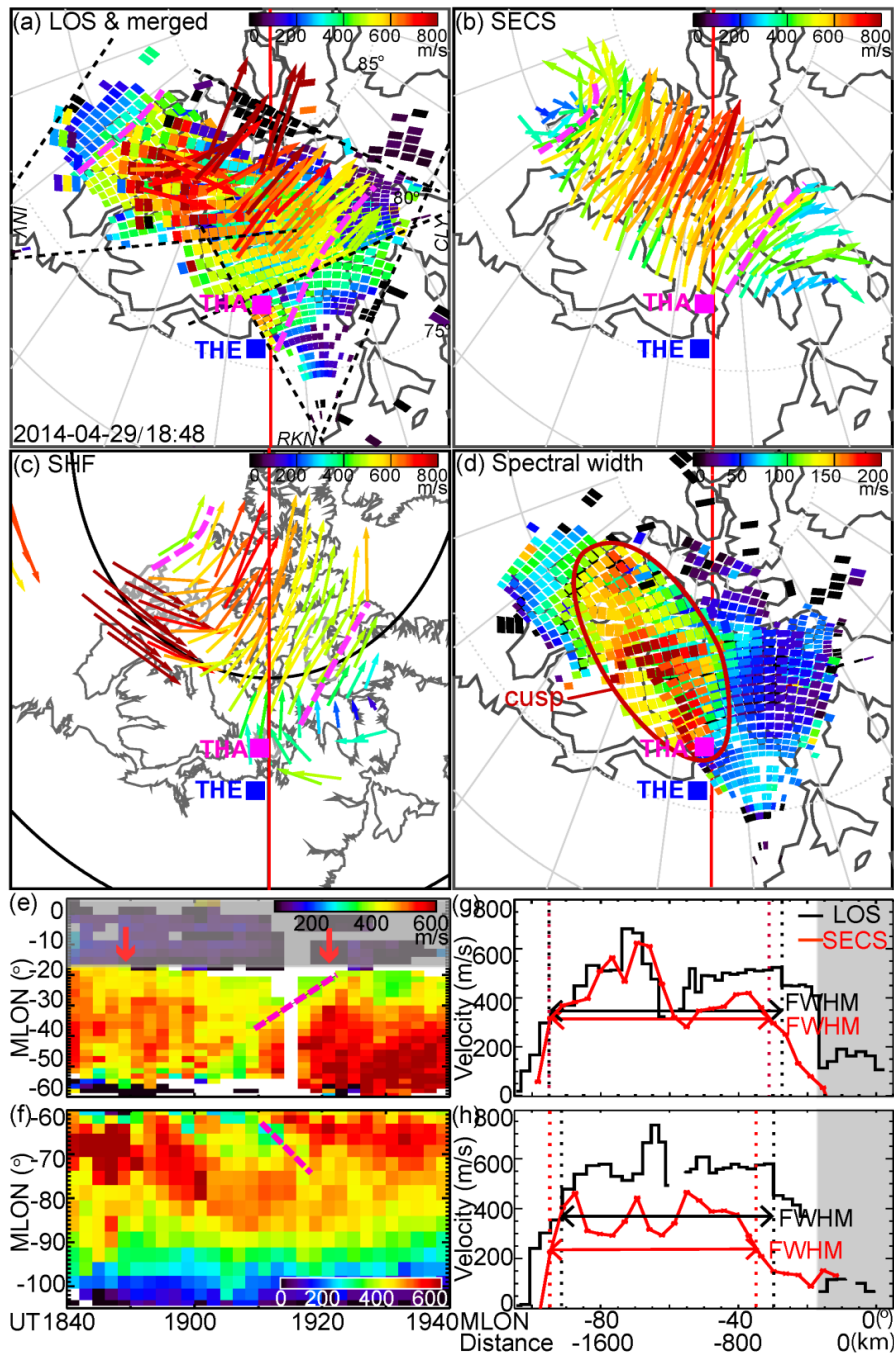 (a) LOS & merged
0 200 400 600 800
m/s
85°
80°
75°
INV
CLY
THA
THE
RKN
2014-04-29/18:48
(b) SECS
0 200 400 600 800
m/s
THA
THE
(c) SHF
0 200 400 600 800
m/s
THA
THE
(d) Spectral width
50 100 150 200
m/s
cusp
THA
THE
(e)
200 400 600
m/s
MLON (°)
0
-10
-20
-30
-40
-50
-60
(f)
MLON (°)
-60
-70
-80
-90
-100
0 200 400 600
UT 1840 1900 1920 1940
(g)
LOS
SECS
Velocity (m/s)
800
600
400
200
0
FWHM
FWHM
(h)
Velocity (m/s)
800
600
400
200
0
FWHM
FWHM
MLON -80 -40 0(°)
Distance -1600 -800 0(km)